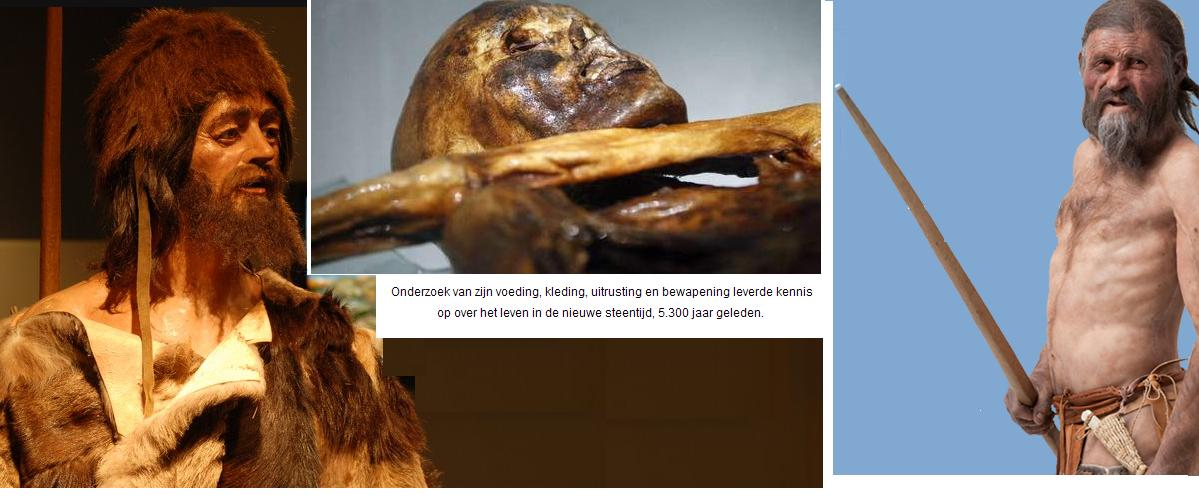 Onderzoek van zijn voeding, kleding, uitrusting en bewapening leverde kennis
op over het leven in de nieuwe steentijd, 5.300 jaar geleden.